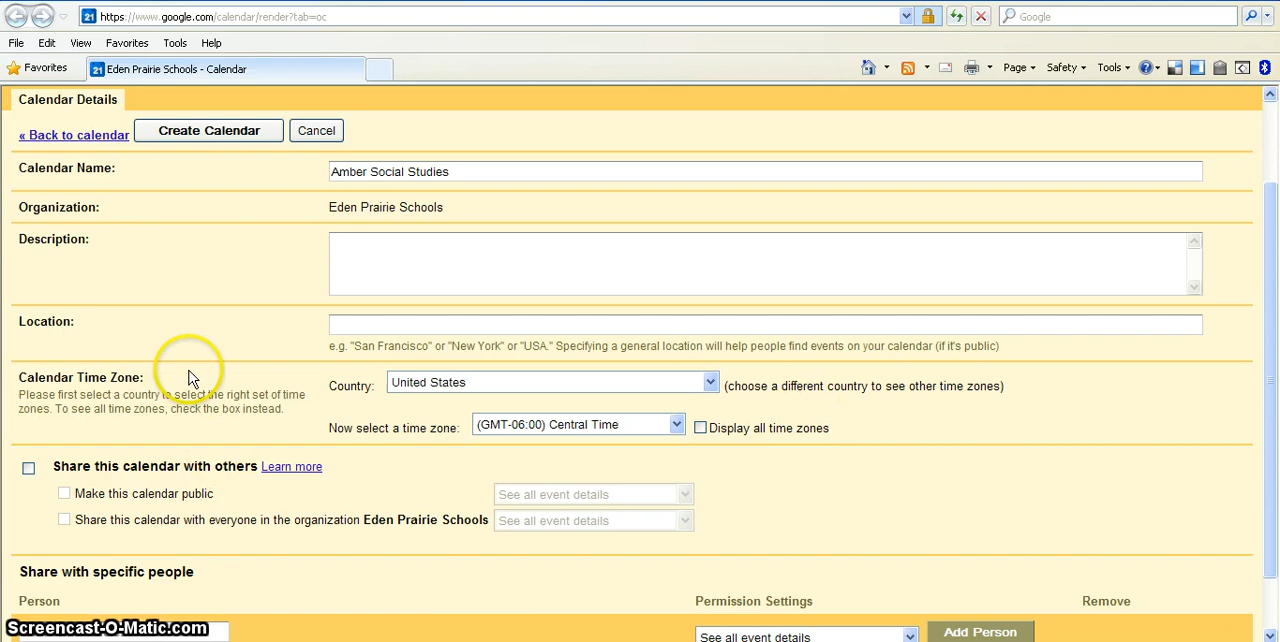 21 https://www.google.com/calendar/render?tab=oc Google
File Edit View Favorites Tools Help
Favorites 21 Eden Prairie Schools - Calendar Page Safety Tools
Calendar Details
« Back to calendar Create Calendar Cancel
Calendar Name: Amber Social Studies
Organization: Eden Prairie Schools
Description:
Location:
e.g. "San Francisco" or "New York" or "USA." Specifying a general location will help people find events on your calendar (if it's public)
Calendar Time Zone: Country: United States (choose a different country to see other time zones)
Please first select a country to select the right set of time
zones. To see all time zones, check the box instead.
Now select a time zone: (GMT-06:00) Central Time Display all time zones
Share this calendar with others Learn more
Make this calendar public See all event details
Share this calendar with everyone in the organization Eden Prairie Schools See all event details
Share with specific people
Person Permission Settings Remove
See all event details Add Person
Screencast-O-Matic.com